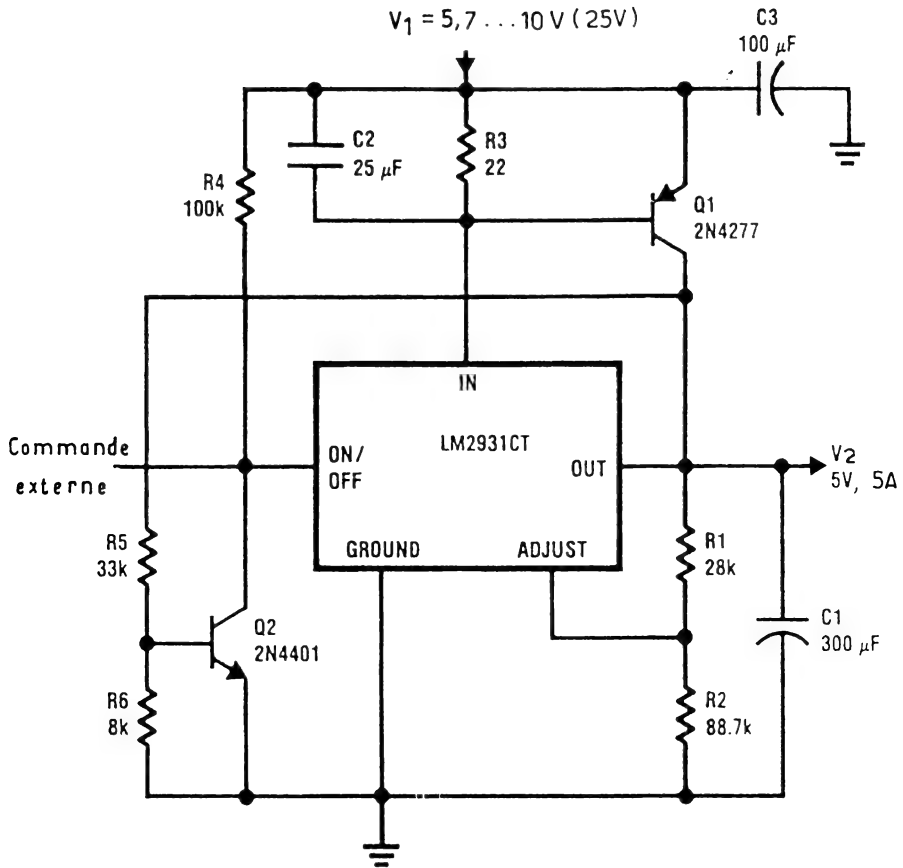 V1 = 5,7 ... 10 V (25V)
C3
100 µF
C2
25 µF
R3
22
R4
100k
Q1
2N4277
IN
LM2931CT
Commande
externe
ON/
OFF
OUT
V2
5V, 5A
GROUND
ADJUST
R5
33k
R1
28k
Q2
2N4401
C1
300 µF
R6
8k
R2
88.7k